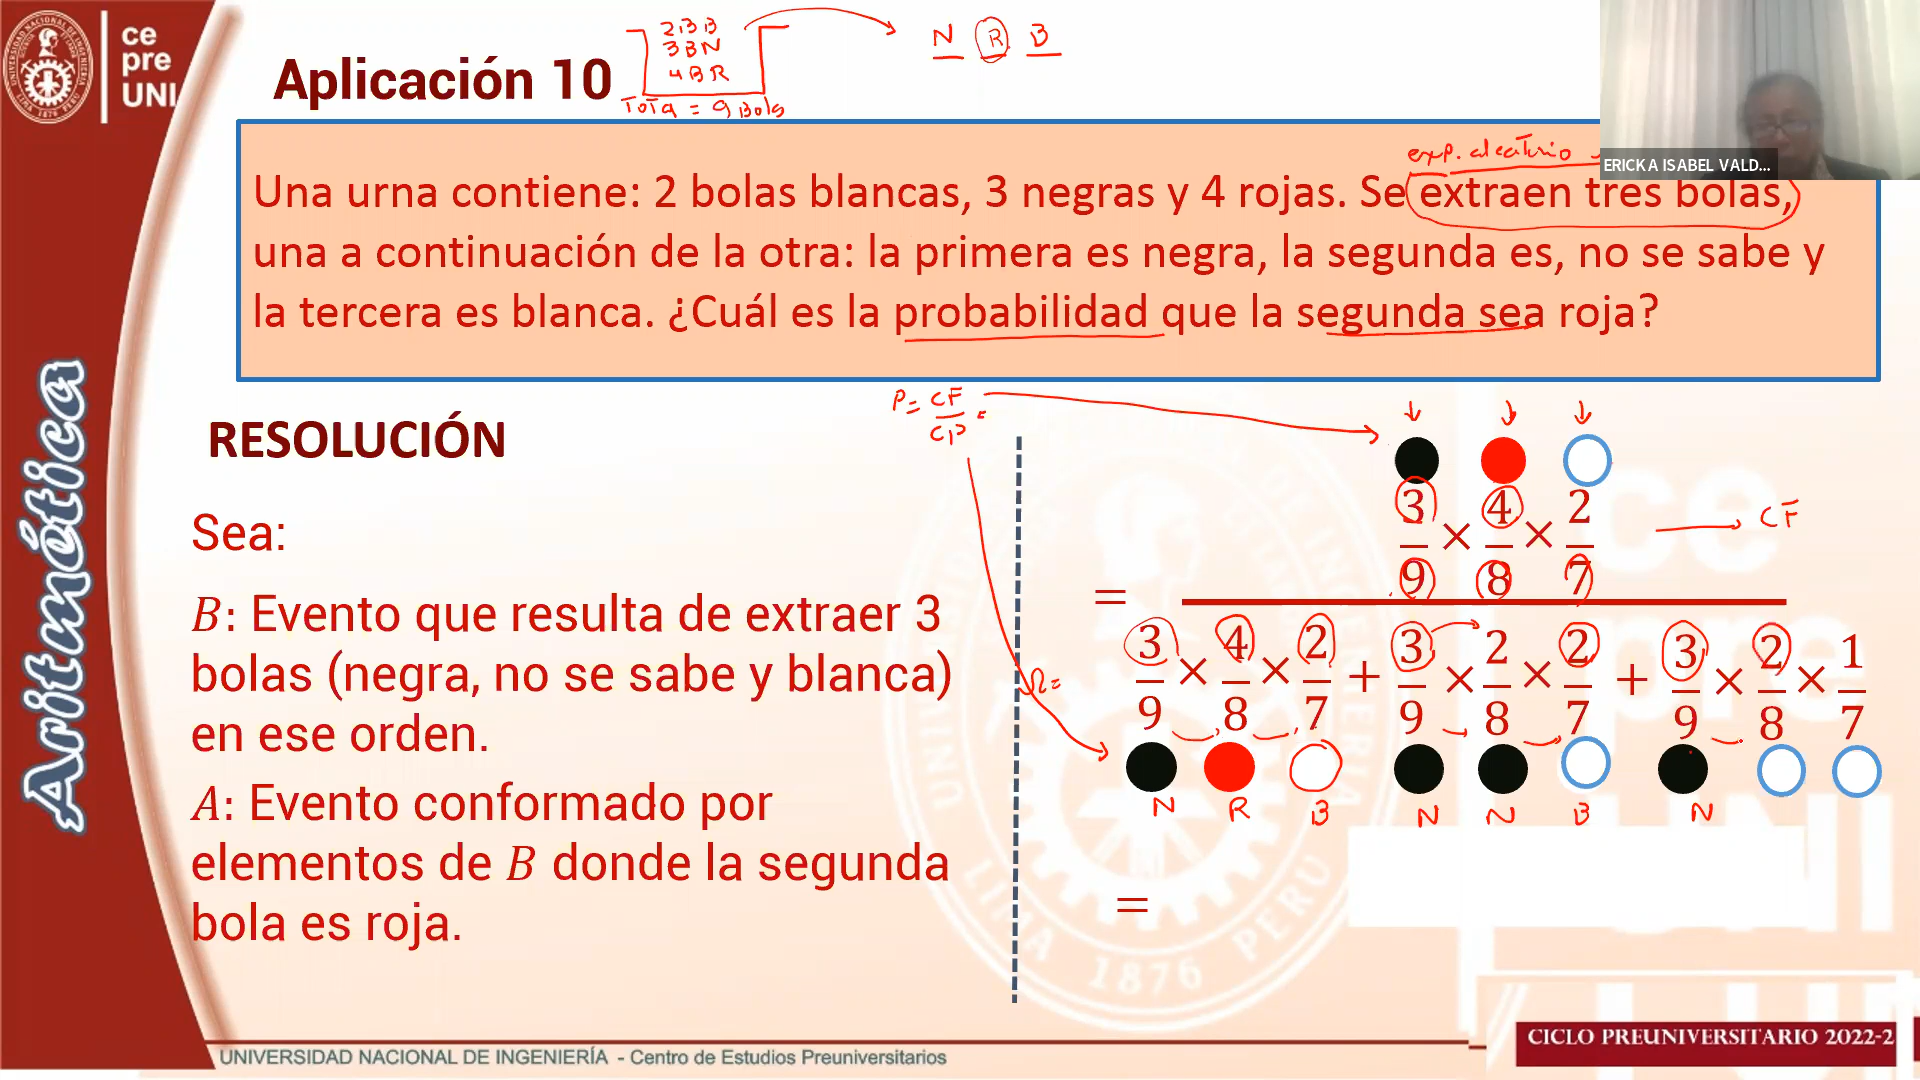 ce
pre
UNI
Aplicación 10
2BB
3BN
4BR
Total = 9 Bols
N R B
exp. aleatorio
ERICKA ISABEL VALD...
Una urna contiene: 2 bolas blancas, 3 negras y 4 rojas. Se extraen tres bolas,
una a continuación de la otra: la primera es negra, la segunda es, no se sabe y
la tercera es blanca. ¿Cuál es la probabilidad que la segunda sea roja?
Aritmética
RESOLUCIÓN
Sea:
B: Evento que resulta de extraer 3
bolas (negra, no se sabe y blanca)
en ese orden.
A: Evento conformado por
elementos de B donde la segunda
bola es roja.
P = CF/CP =
3/9 × 4/8 × 2/7 → CF
=
Ω = 3/9 × 4/8 × 2/7 + 3/9 × 2/8 × 2/7 + 3/9 × 2/8 × 1/7
N R B N N B N
=
1876
LIMA PERU
UNIVERSIDAD NACIONAL DE INGENIERÍA - Centro de Estudios Preuniversitarios
CICLO PREUNIVERSITARIO 2022-2